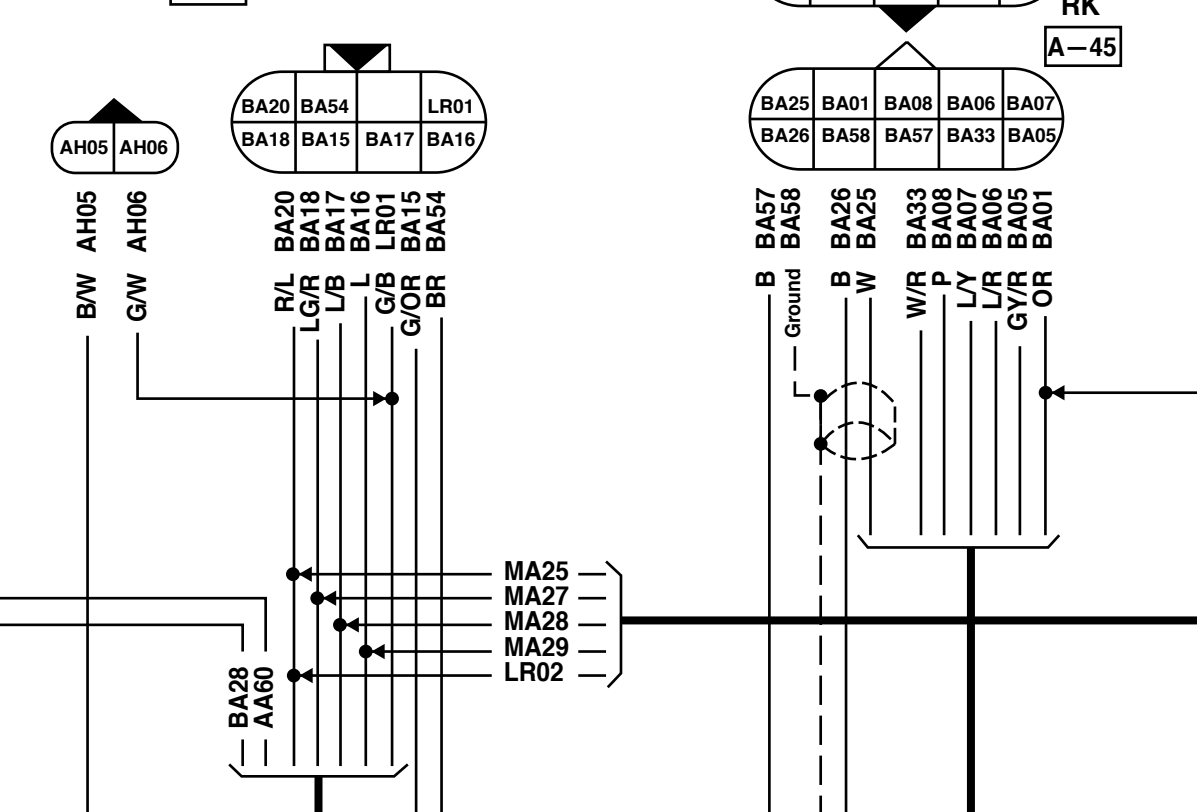 RK
A–45
BA20 BA54 LR01
BA18 BA15 BA17 BA16
AH05 AH06
BA25 BA01 BA08 BA06 BA07
BA26 BA58 BA57 BA33 BA05
B/W AH05
G/W AH06
R/L BA20
LG/R BA18
L/B BA17
L BA16
G/B LR01
G/OR BA15
BR BA54
B BA57
Ground BA58
B BA26
W BA25
W/R BA33
P BA08
L/Y BA07
L/R BA06
GY/R BA05
OR BA01
MA25
MA27
MA28
MA29
LR02
BA28
AA60